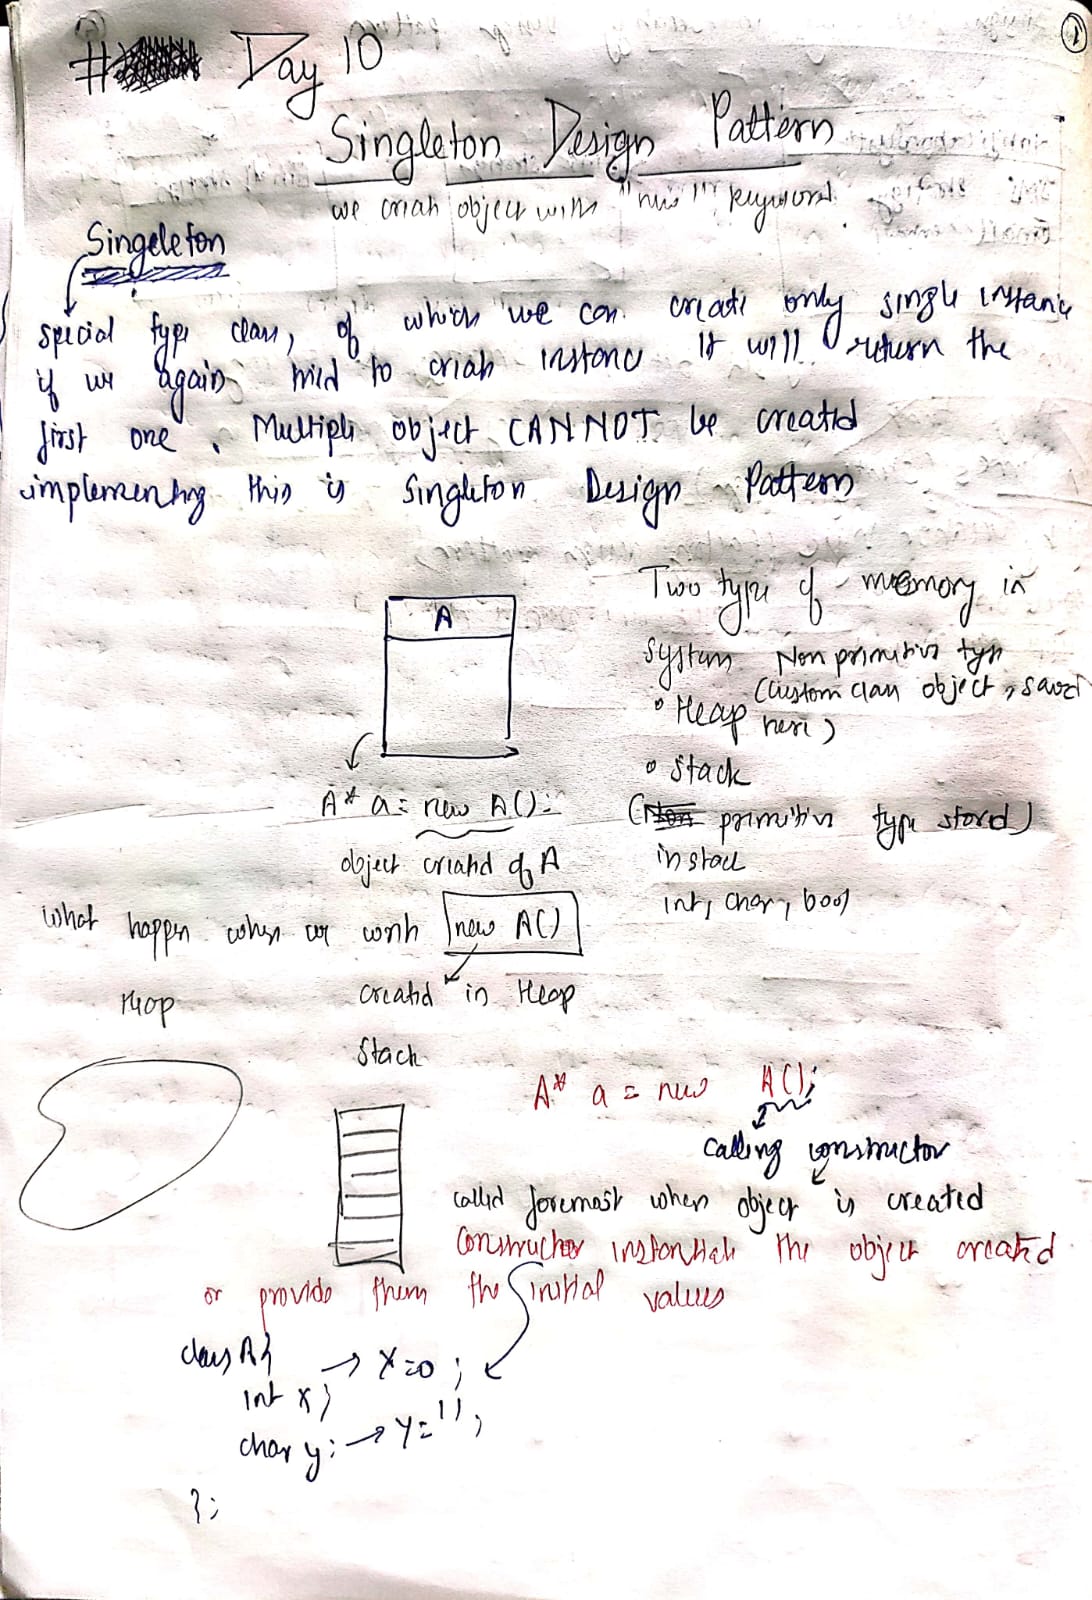 ①
# Day 10
Singleton Design Pattern
we creat object with "new" keyword
Singeleton
special type class, of which we can create only single instance
if we again tried to creat instance It will return the
first one. Multiple object CANNOT be created
implementing this is Singleton Design Pattern
A
A* a = new A();
object created of A
Two type of memory in
System Non primitive type
(custom class object, saved
• Heap here)
• Stack
(primitive type stored)
in stack
int, char, bool
what happen when we write new A()
created in Heap
Heap
Stack
A* a = new A();
calling constructor
called foremost when object is created
Constructor instantiate the object created
or provide them the initial values
class A{
int x; → x=0;
char y; → y='';
};